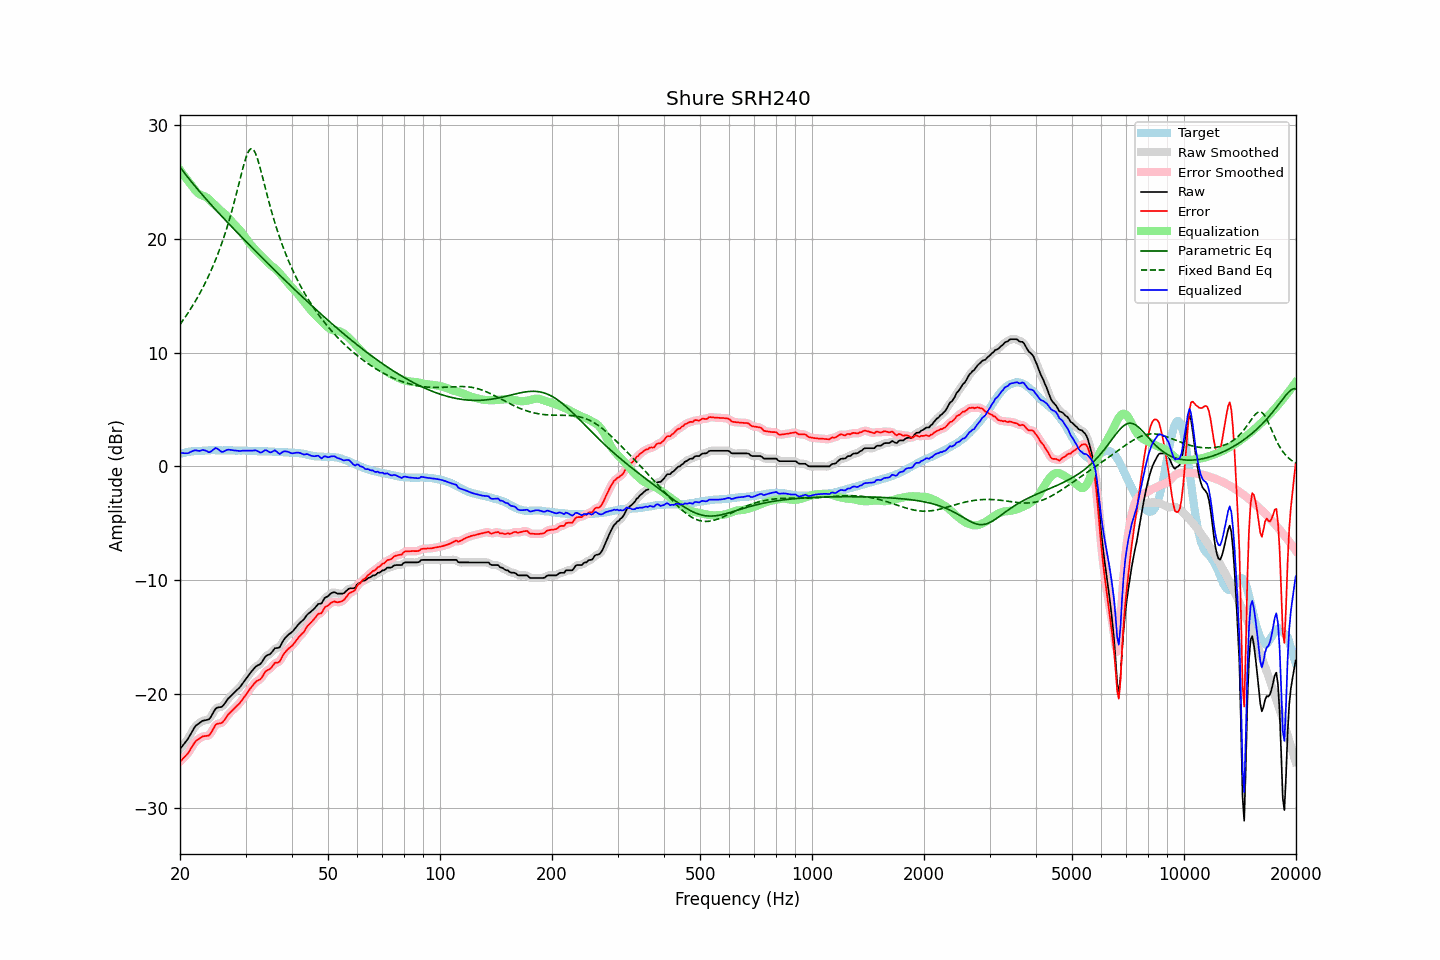 Shure SRH240
Amplitude (dBr)
30
20
10
0
−10
−20
−30
Target
Raw Smoothed
Error Smoothed
Raw
Error
Equalization
Parametric Eq
Fixed Band Eq
Equalized
20 50 100 200 500 1000 2000 5000 10000 20000
Frequency (Hz)